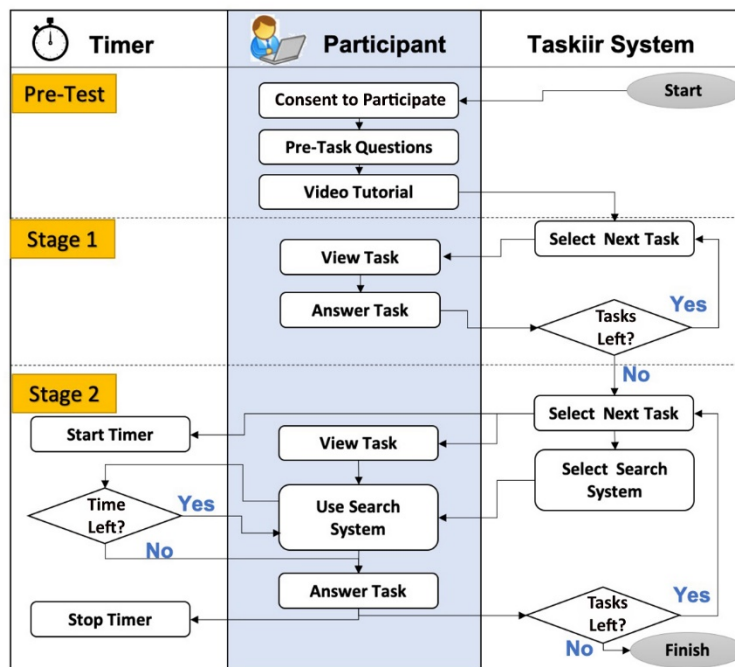 Timer
Participant
Taskiir System
Pre-Test
Consent to Participate
Start
Pre-Task Questions
Video Tutorial
Stage 1
Select Next Task
View Task
Answer Task
Tasks
Left?
Yes
No
Stage 2
Select Next Task
Start Timer
View Task
Select Search
System
Time
Left?
Yes
Use Search
System
No
Answer Task
Stop Timer
Tasks
Left?
Yes
No
Finish